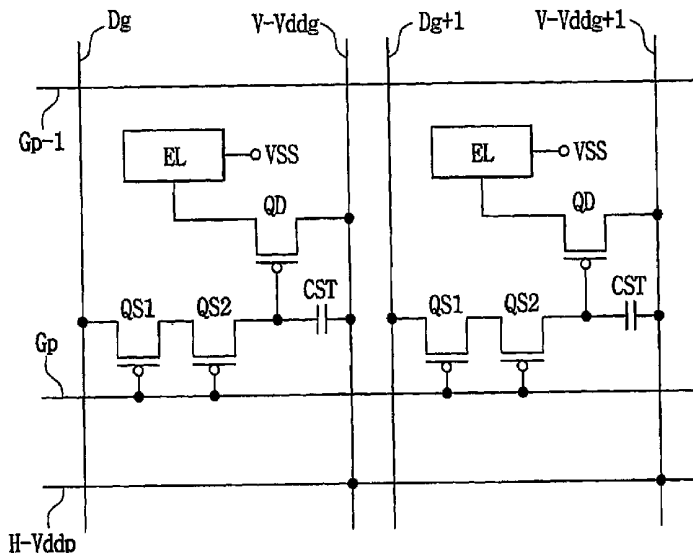 Dg V-Vddg Dg+1 V-Vddg+1
Gp-1
EL VSS EL VSS
QD QD
CST CST
QS1 QS2 QS1 QS2
Gp
H-Vddp